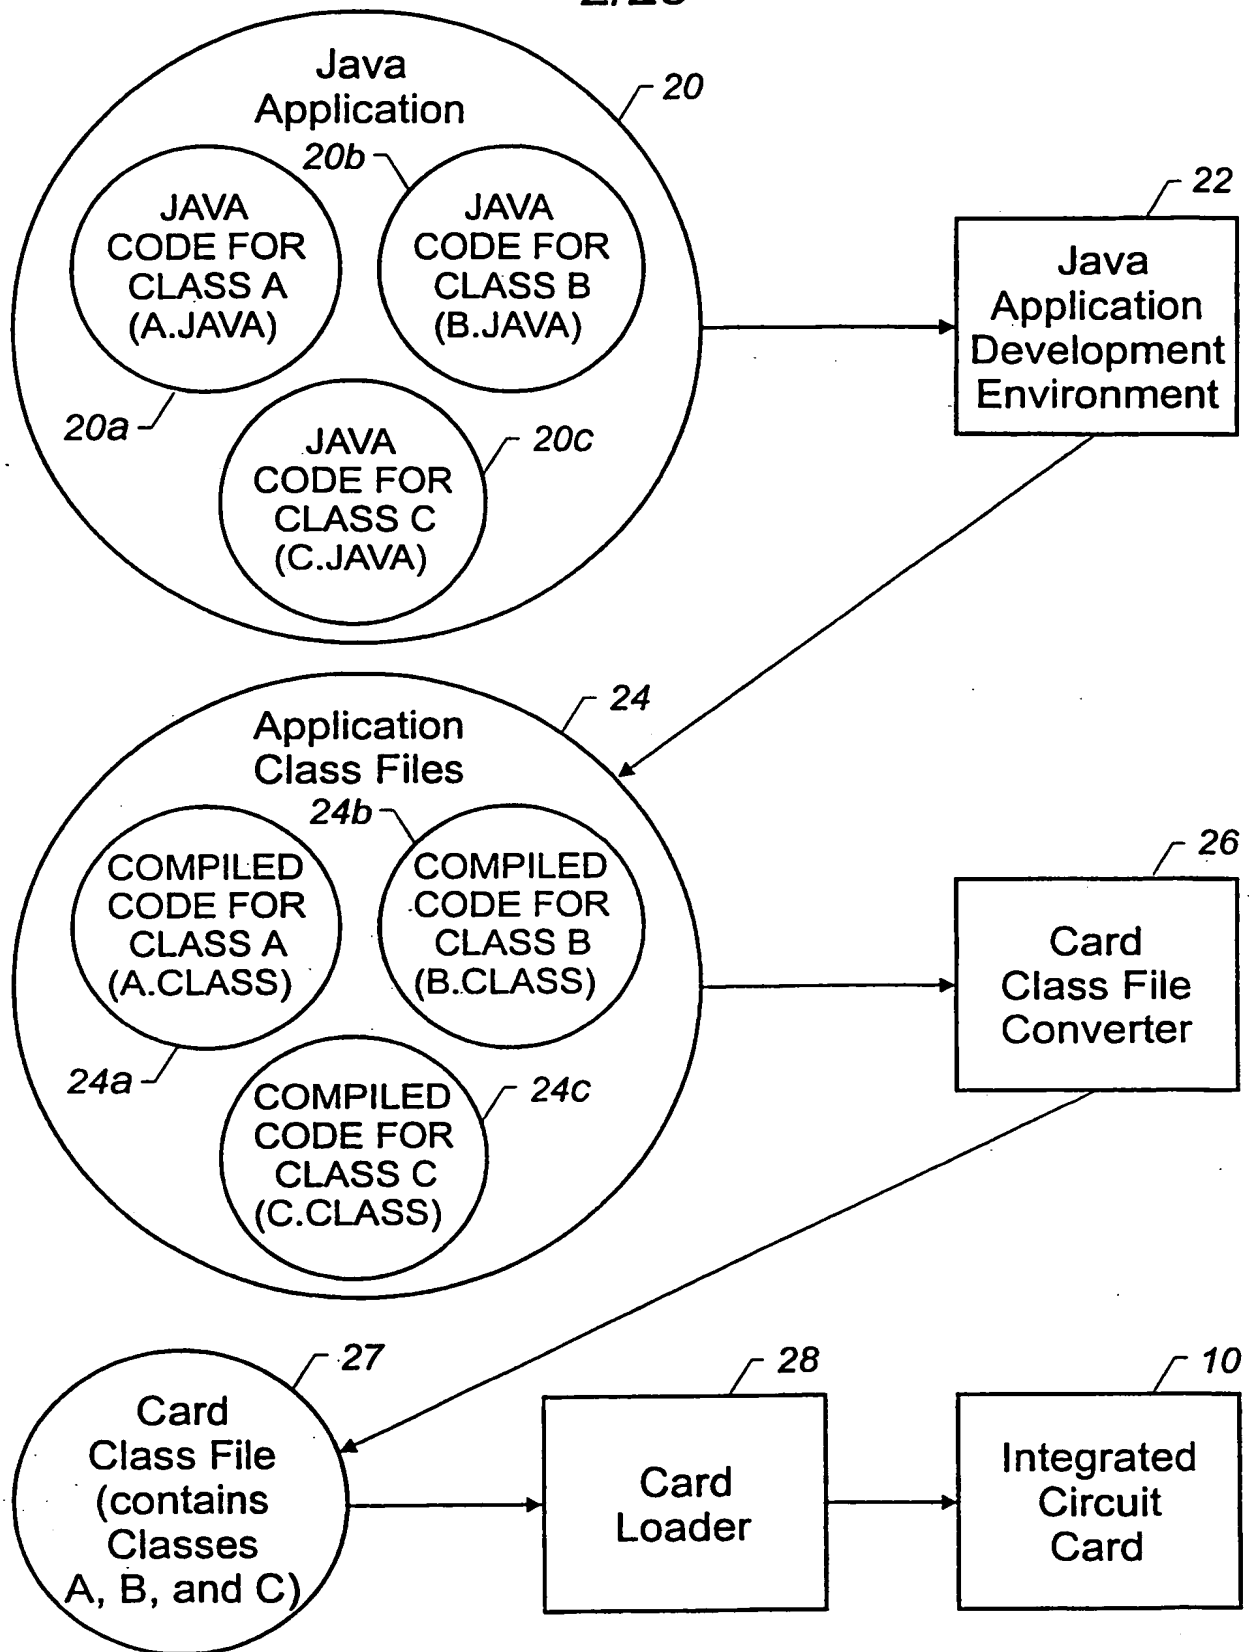 Java
Application
20
20b
JAVA
CODE FOR
CLASS A
(A.JAVA)
JAVA
CODE FOR
CLASS B
(B.JAVA)
20a
JAVA
CODE FOR
CLASS C
(C.JAVA)
20c
22
Java
Application
Development
Environment
Application
Class Files
24
24b
COMPILED
CODE FOR
CLASS A
(A.CLASS)
COMPILED
CODE FOR
CLASS B
(B.CLASS)
24a
COMPILED
CODE FOR
CLASS C
(C.CLASS)
24c
26
Card
Class File
Converter
27
Card
Class File
(contains
Classes
A, B, and C)
28
Card
Loader
10
Integrated
Circuit
Card